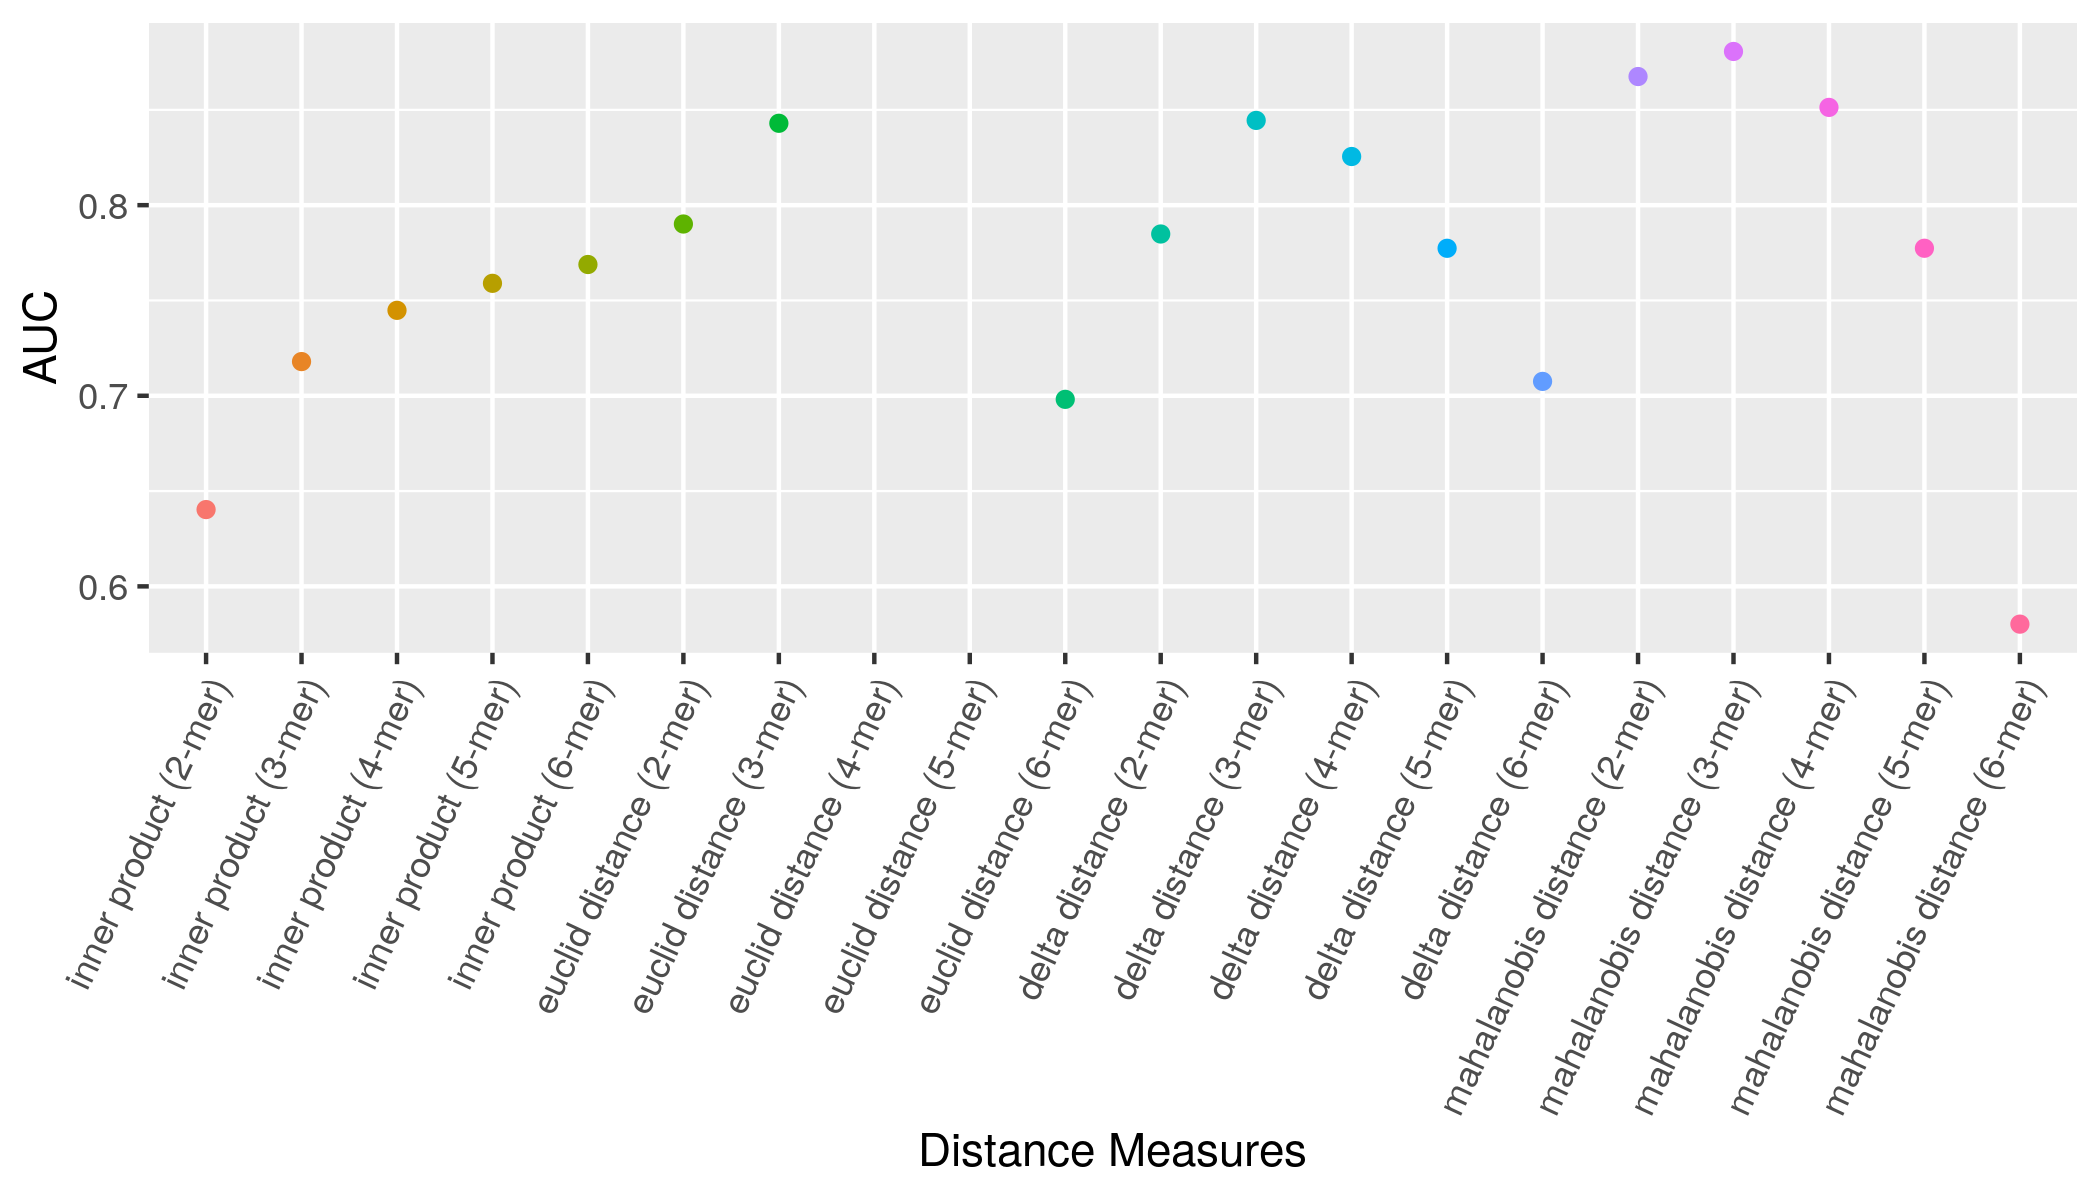 AUC
0.8
0.7
0.6
inner product (2-mer)
inner product (3-mer)
inner product (4-mer)
inner product (5-mer)
inner product (6-mer)
euclid distance (2-mer)
euclid distance (3-mer)
euclid distance (4-mer)
euclid distance (5-mer)
euclid distance (6-mer)
delta distance (2-mer)
delta distance (3-mer)
delta distance (4-mer)
delta distance (5-mer)
delta distance (6-mer)
mahalanobis distance (2-mer)
mahalanobis distance (3-mer)
mahalanobis distance (4-mer)
mahalanobis distance (5-mer)
mahalanobis distance (6-mer)
Distance Measures